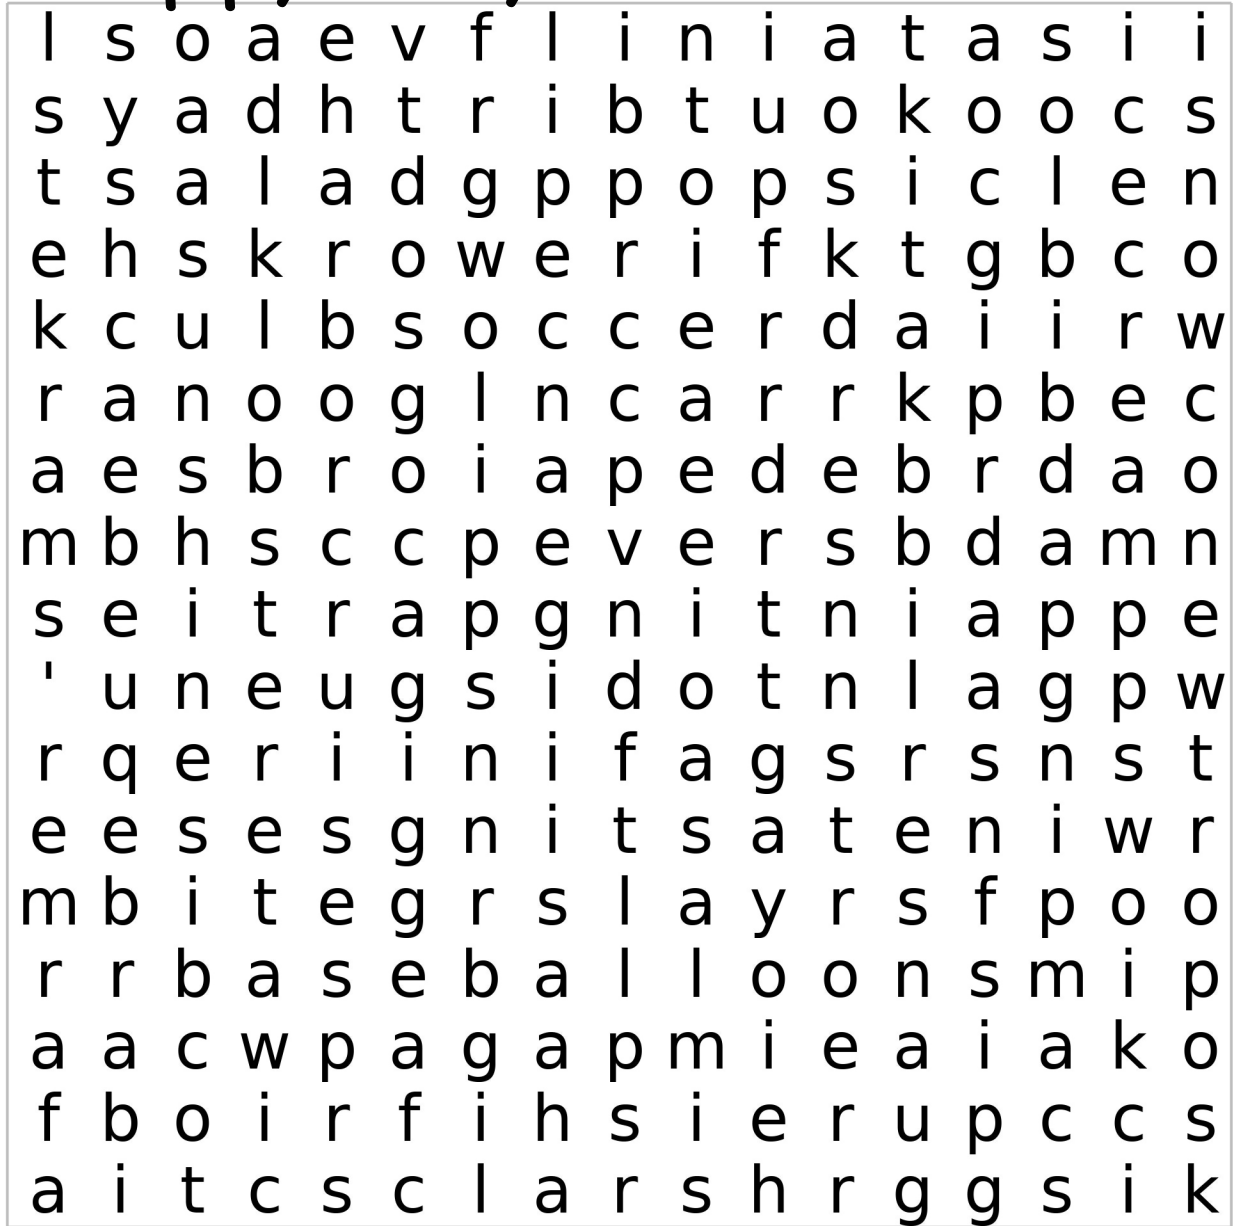 l s o a e v f l i n i a t a s i i
s y a d h t r i b t u o k o o c s
t s a l a d g p p o p s i c l e n
e h s k r o w e r i f k t g b c o
k c u l b s o c c e r d a i i r w
r a n o o g l n c a r r k p b e c
a e s b r o i a p e d e b r d a o
m b h s c c p e v e r s b d a m n
s e i t r a p g n i t n i a p p e
' u n e u g s i d o t n l a g p w
r q e r i i n i f a g s r s n s t
e e s e s g n i t s a t e n i w r
m b i t e g r s l a y r s f p o o
r r b a s e b a l l o o n s m i p
a a c w p a g a p m i e a i a k o
f b o i r f i h s i e r u p c c s
a i t c s c l a r s h r g g s i k